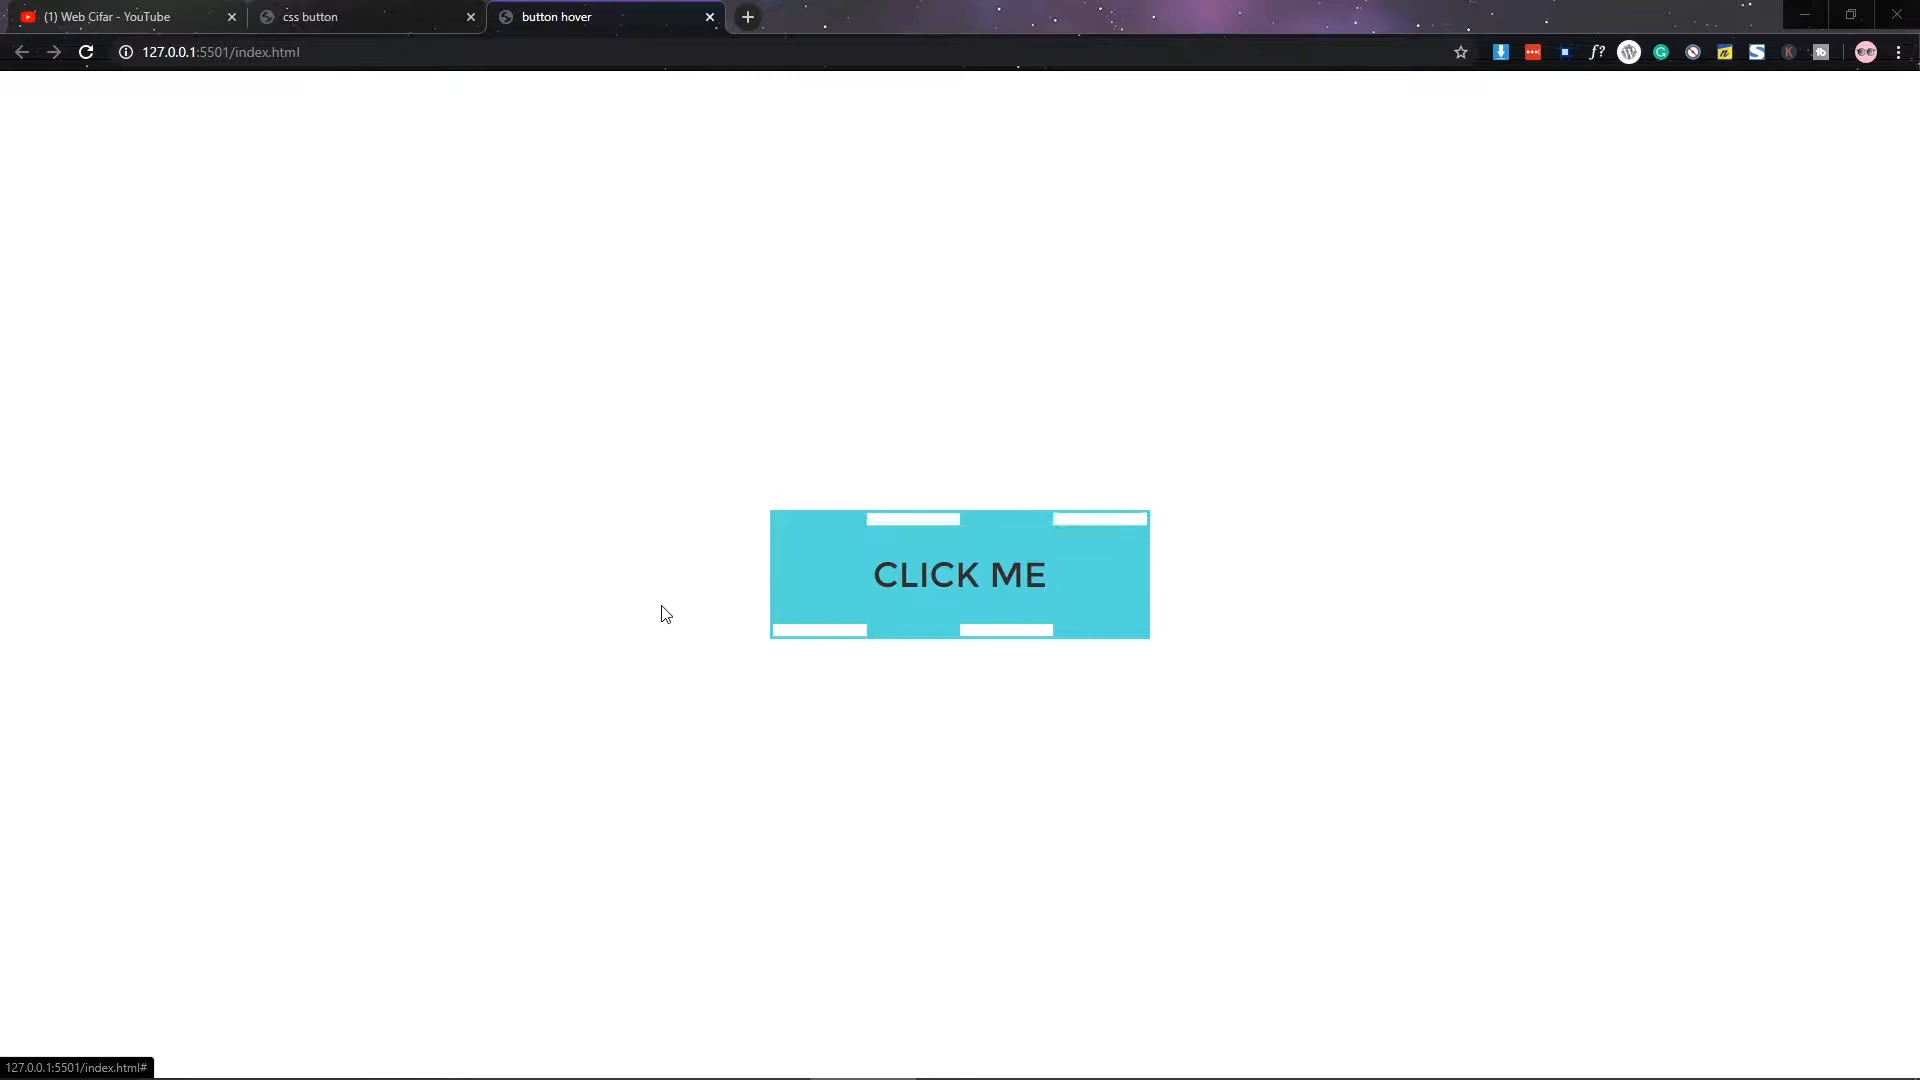 (1) Web Cifar - YouTube
css button
button hover
127.0.0.1:5501/index.html
f?
CLICK ME
127.0.0.1:5501/index.html#